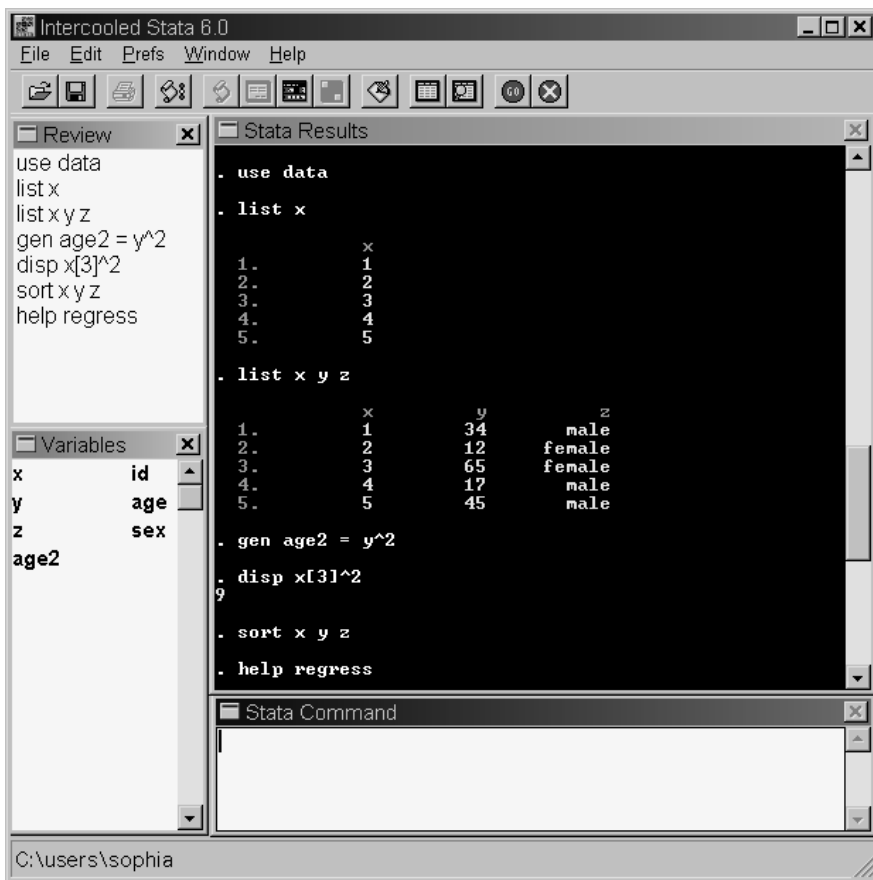 Intercooled Stata 6.0
File Edit Prefs Window Help
GO
Review
use data
list x
list x y z
gen age2 = y^2
disp x[3]^2
sort x y z
help regress
Variables
x id
y age
z sex
age2
Stata Results
. use data
. list x
x
1. 1
2. 2
3. 3
4. 4
5. 5
. list x y z
x y z
1. 1 34 male
2. 2 12 female
3. 3 65 female
4. 4 17 male
5. 5 45 male
. gen age2 = y^2
. disp x[3]^2
9
. sort x y z
. help regress
Stata Command
C:\users\sophia